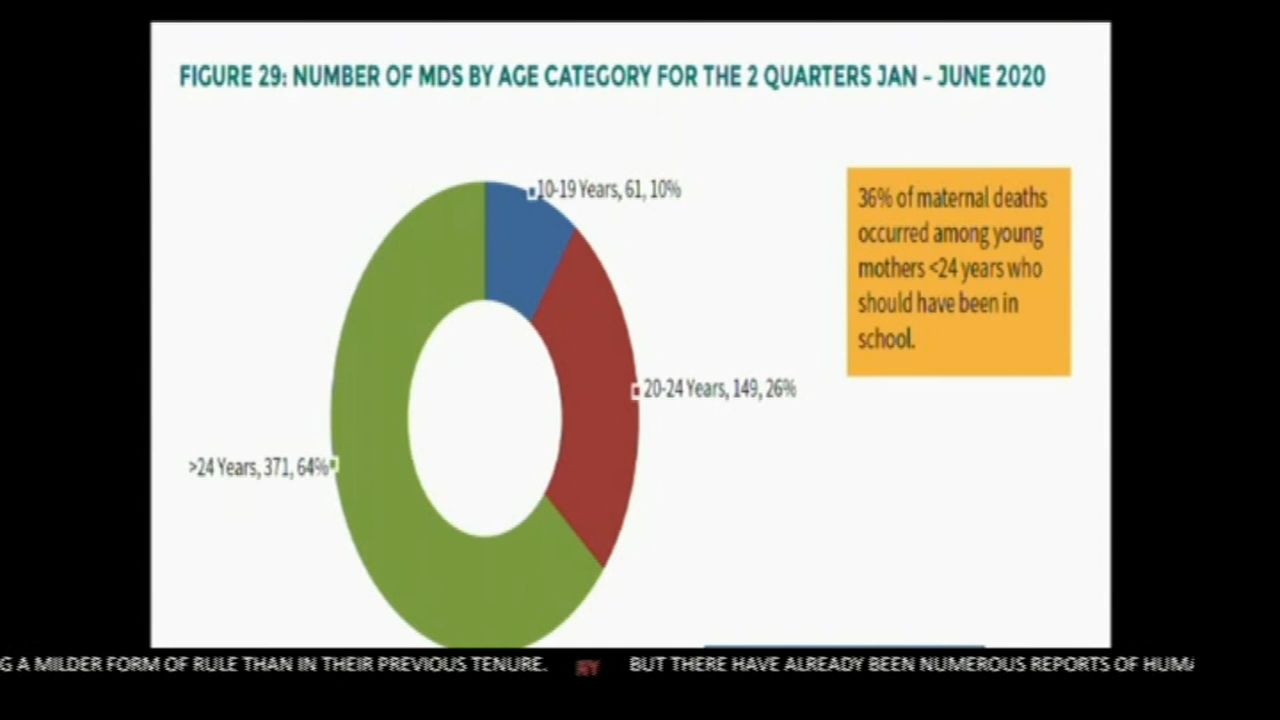 FIGURE 29: NUMBER OF MDS BY AGE CATEGORY FOR THE 2 QUARTERS JAN – JUNE 2020
10-19 Years, 61, 10%
36% of maternal deaths
occurred among young
mothers <24 years who
should have been in
school.
20-24 Years, 149, 26%
>24 Years, 371, 64%
G A MILDER FORM OF RULE THAN IN THEIR PREVIOUS TENURE. BUT THERE HAVE ALREADY BEEN NUMEROUS REPORTS OF HUMA